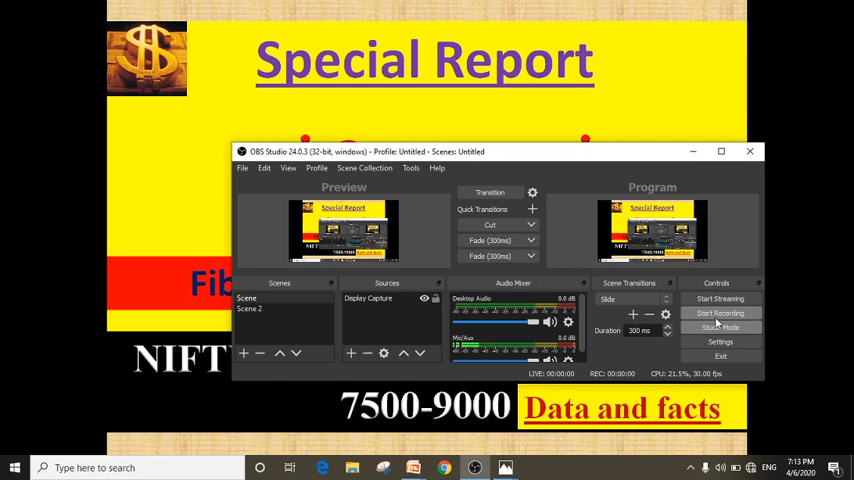 Special Report
OBS Studio 24.0.3 (32-bit, windows) - Profile: Untitled - Scenes: Untitled
File Edit View Profile Scene Collection Tools Help
Preview
Transition
Program
Quick Transitions
Cut
Fade (300ms)
Fade (300ms)
Special Report
Special Report
Scenes
Sources
Audio Mixer
Scene Transitions
Controls
Scene
Scene 2
Display Capture
Desktop Audio 0.0 dB
Mic/Aux 0.0 dB
Slide
Duration 300 ms
Start Streaming
Start Recording
Studio Mode
Settings
Exit
LIVE: 00:00:00 REC: 00:00:00 CPU: 21.5%, 30.00 fps
Fib
NIFT
7500-9000 Data and facts
Type here to search
ENG
7:13 PM
4/6/2020